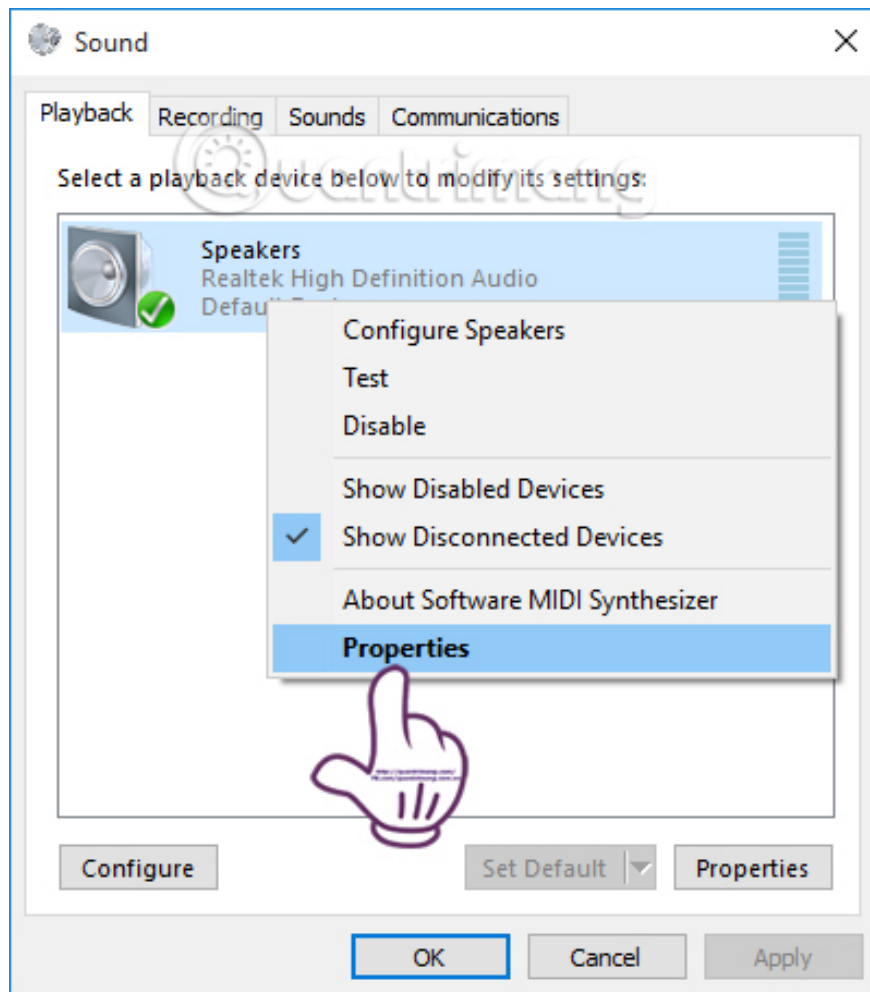 Sound
Playback Recording Sounds Communications
Quantrimang
Select a playback device below to modify its settings:
Speakers
Realtek High Definition Audio
Configure Speakers
Test
Disable
Show Disabled Devices
Show Disconnected Devices
About Software MIDI Synthesizer
Properties
Configure Set Default Properties
OK Cancel Apply